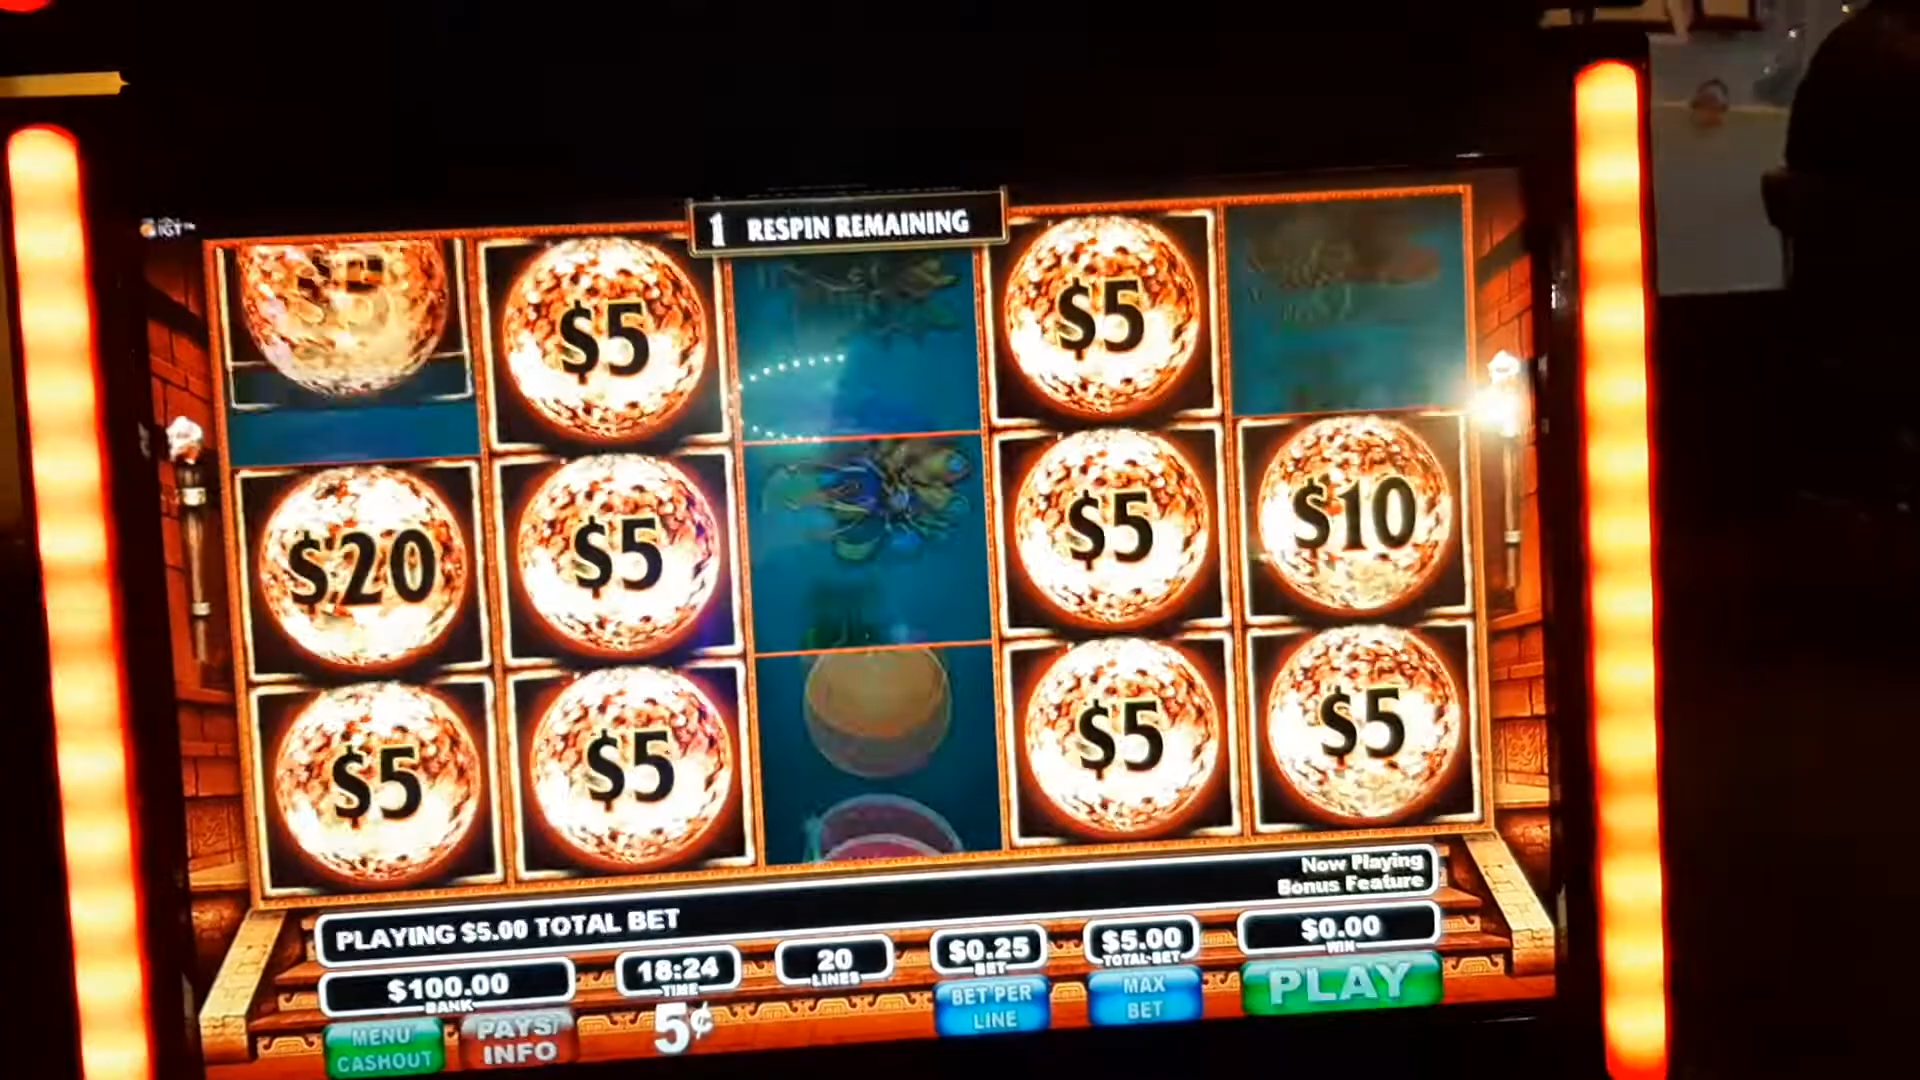 IGT
1 RESPIN REMAINING
$5
$5
$20
$5
$5
$10
$5
$5
$5
$5
Now Playing
Bonus Feature
PLAYING $5.00 TOTAL BET
$100.00
BANK
18:24
TIME
20
LINES
$0.25
BET
$5.00
TOTAL BET
$0.00
WIN
MENU
CASHOUT
PAYS/
INFO
5¢
BET PER
LINE
MAX
BET
PLAY